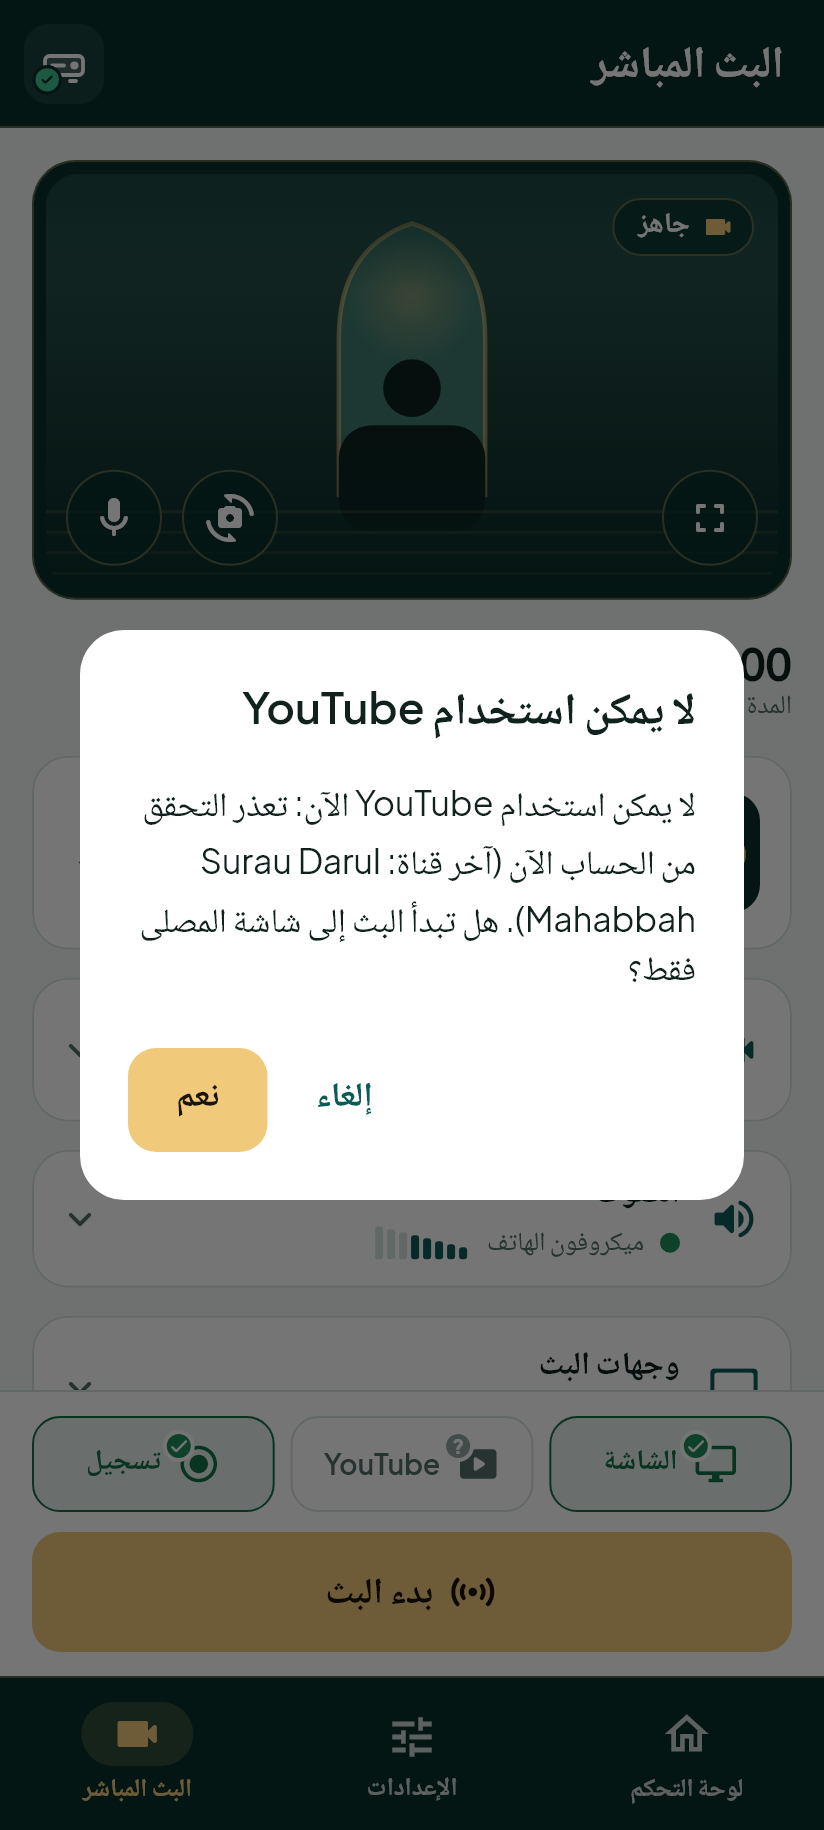 البث المباشر
جاهز
00
المدة
لا يمكن استخدام YouTube
لا يمكن استخدام YouTube الآن: تعذر التحقق
من الحساب الآن (آخر قناة: Surau Darul
Mahabbah). هل تبدأ البث إلى شاشة المصلى
فقط؟
إلغاء
نعم
ميكروفون الهاتف
وجهات البث
الشاشة
YouTube
تسجيل
بدء البث
لوحة التحكم
الإعدادات
البث المباشر